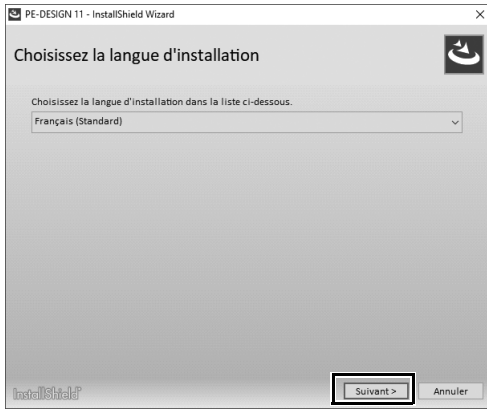 PE-DESIGN 11 - InstallShield Wizard
Choisissez la langue d'installation
Choisissez la langue d'installation dans la liste ci-dessous.
Français (Standard)
InstallShield
Suivant >
Annuler